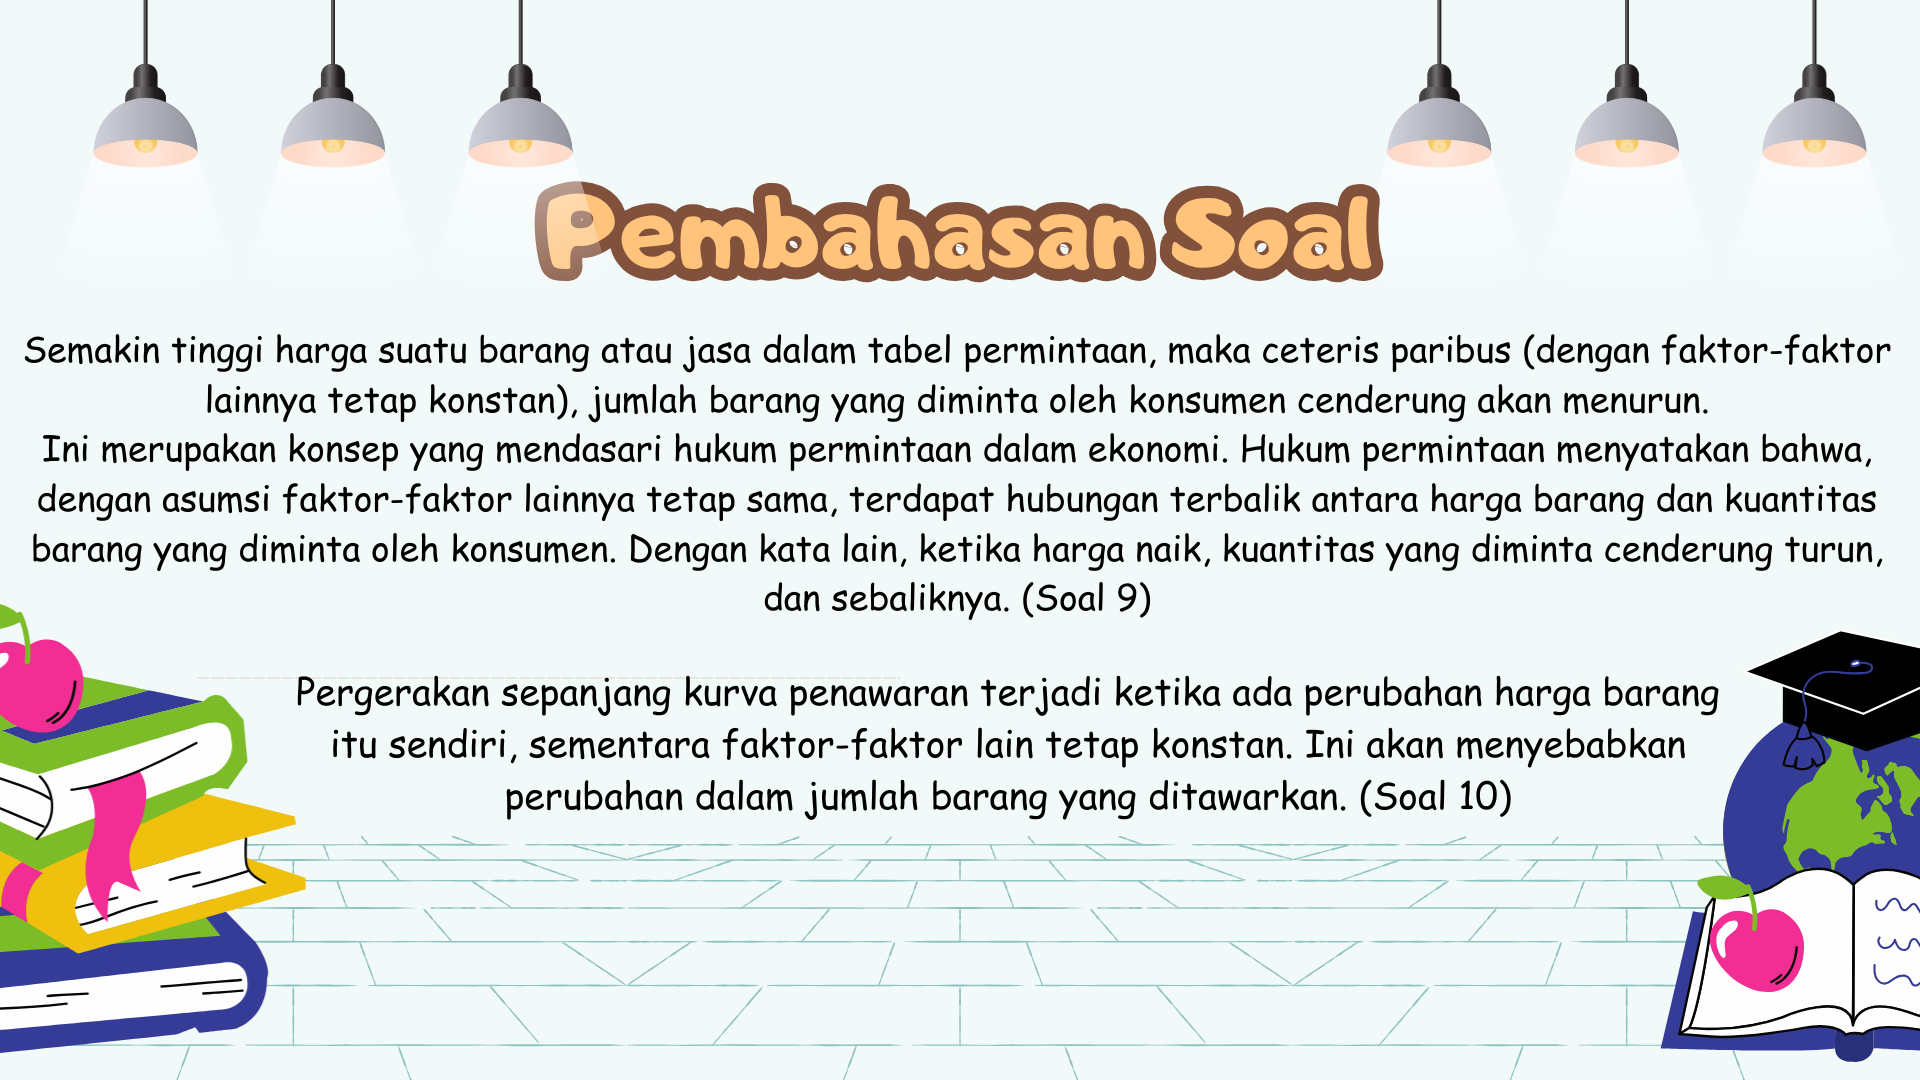 Pembahasan Soal
Semakin tinggi harga suatu barang atau jasa dalam tabel permintaan, maka ceteris paribus (dengan faktor-faktor
lainnya tetap konstan), jumlah barang yang diminta oleh konsumen cenderung akan menurun.
Ini merupakan konsep yang mendasari hukum permintaan dalam ekonomi. Hukum permintaan menyatakan bahwa,
dengan asumsi faktor-faktor lainnya tetap sama, terdapat hubungan terbalik antara harga barang dan kuantitas
barang yang diminta oleh konsumen. Dengan kata lain, ketika harga naik, kuantitas yang diminta cenderung turun,
dan sebaliknya. (Soal 9)
Pergerakan sepanjang kurva penawaran terjadi ketika ada perubahan harga barang
itu sendiri, sementara faktor-faktor lain tetap konstan. Ini akan menyebabkan
perubahan dalam jumlah barang yang ditawarkan. (Soal 10)